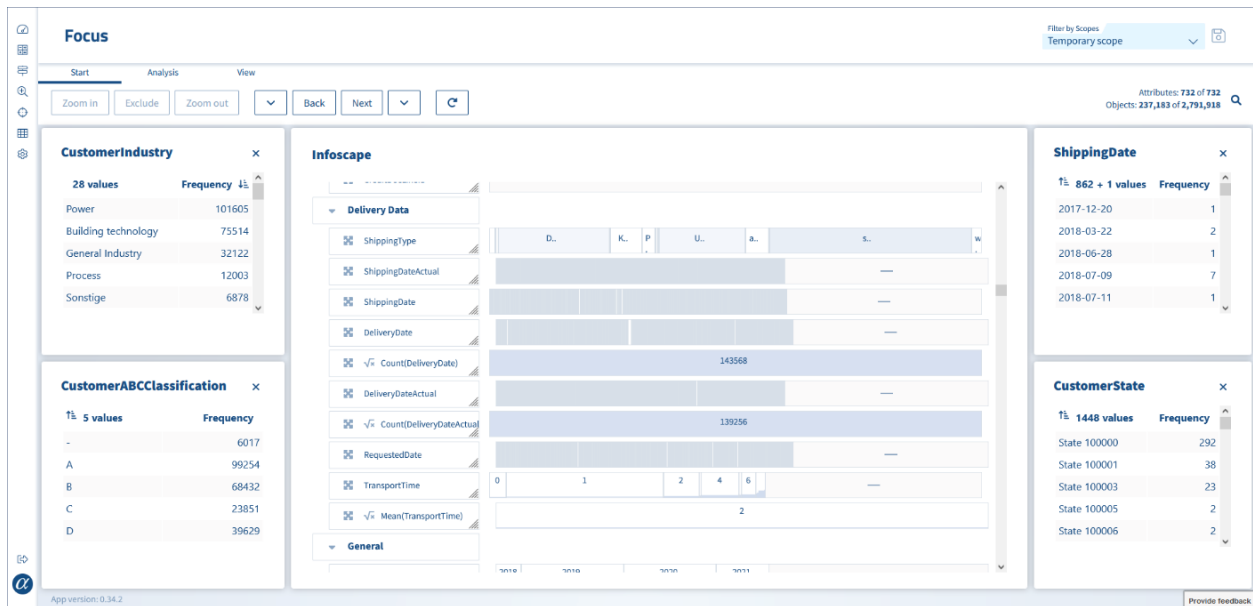 Focus
Filter by Scopes
Temporary scope
Start Analysis View
Zoom in Exclude Zoom out Back Next
Attributes: 732 of 732
Objects: 237,183 of 2,791,918
CustomerIndustry
28 values Frequency
Power 101605
Building technology 75514
General Industry 32122
Process 12003
Sonstige 6878
CustomerABCClassification
5 values Frequency
- 6017
A 99254
B 68432
C 23851
D 39629
Infoscape
Delivery Data
ShippingType D.. K.. P U.. a.. s.. w
ShippingDateActual —
ShippingDate —
DeliveryDate —
Count(DeliveryDate) 143568
DeliveryDateActual —
Count(DeliveryDateActual 139256
RequestedDate —
TransportTime 0 1 2 4 6 —
Mean(TransportTime) 2
General
2018 2019 2020 2021
ShippingDate
862 + 1 values Frequency
2017-12-20 1
2018-03-22 2
2018-06-28 1
2018-07-09 7
2018-07-11 1
CustomerState
1448 values Frequency
State 100000 292
State 100001 38
State 100003 23
State 100005 2
State 100006 2
α
App version: 0.34.2
Provide feedback